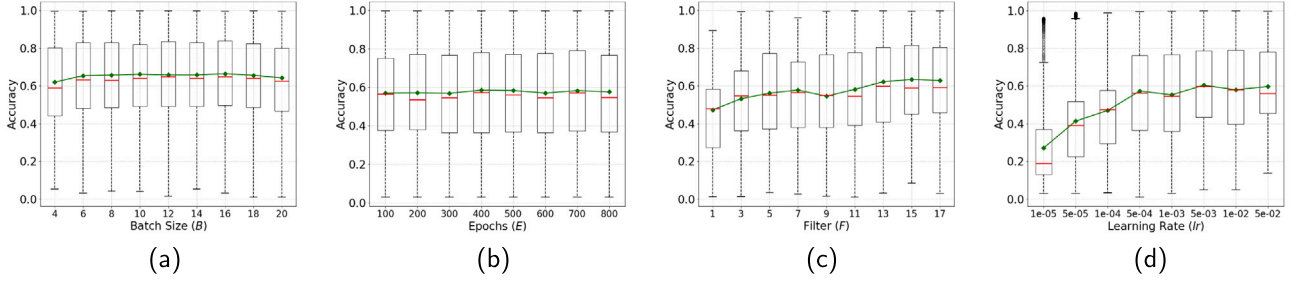 1.0
0.8
0.6
0.4
0.2
0.0
Accuracy
4 6 8 10 12 14 16 18 20
Batch Size (B)
(a)
1.0
0.8
0.6
0.4
0.2
0.0
Accuracy
100 200 300 400 500 600 700 800
Epochs (E)
(b)
1.0
0.8
0.6
0.4
0.2
0.0
Accuracy
1 3 5 7 9 11 13 15 17
Filter (F)
(c)
1.0
0.8
0.6
0.4
0.2
0.0
Accuracy
1e-05 5e-05 1e-04 5e-04 1e-03 5e-03 1e-02 5e-02
Learning Rate (lr)
(d)